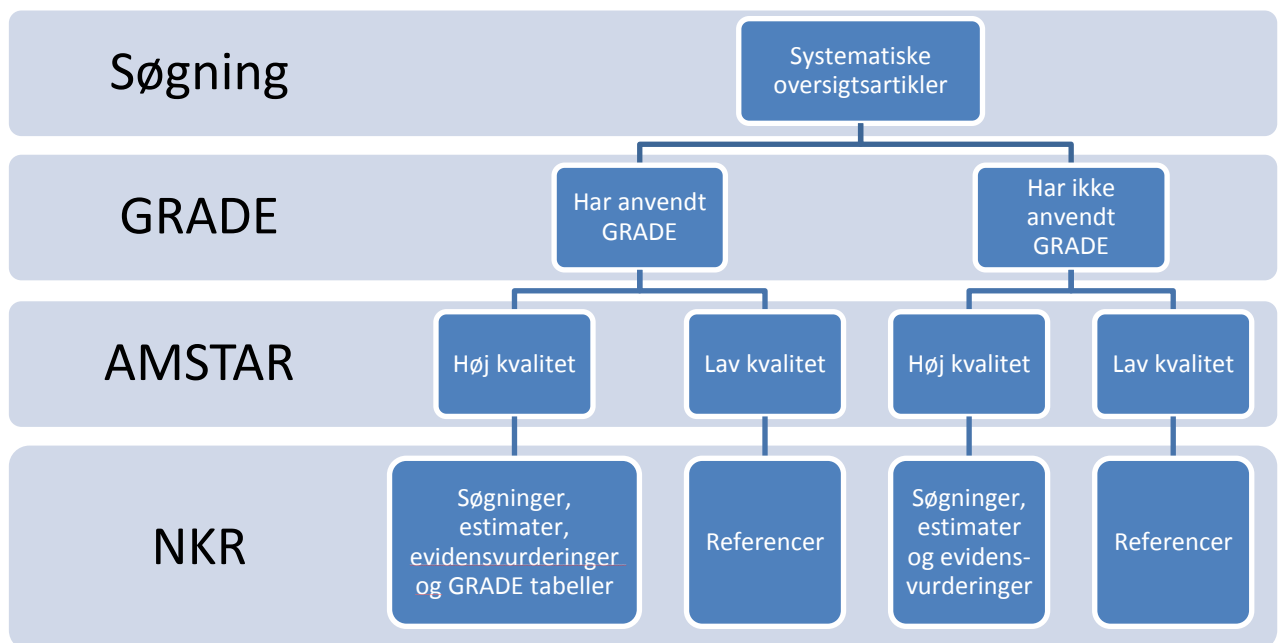 Søgning
Systematiske
oversigtsartikler
GRADE
Har anvendt
GRADE
Har ikke
anvendt
GRADE
AMSTAR
Høj kvalitet
Lav kvalitet
Høj kvalitet
Lav kvalitet
NKR
Søgninger,
estimater,
evidensvurderinger
og GRADE tabeller
Referencer
Søgninger,
estimater
og evidens-
vurderinger
Referencer